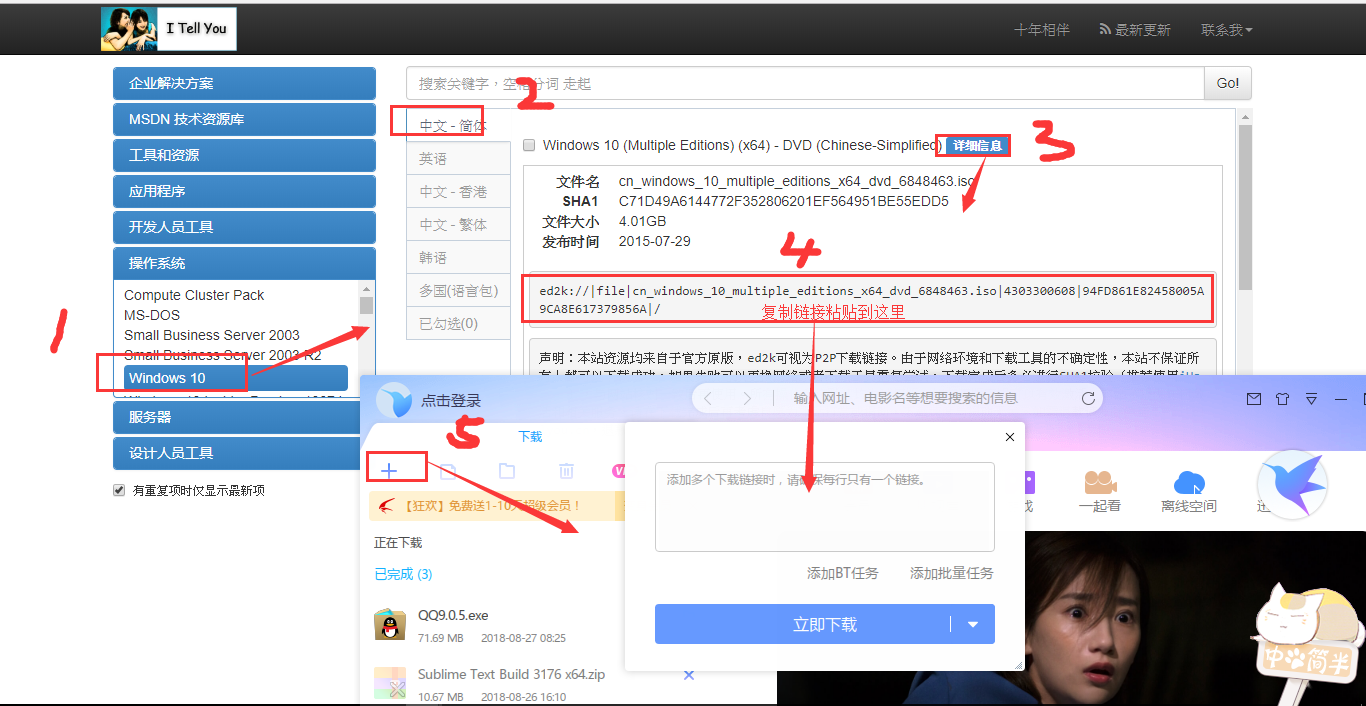 I Tell You
十年相伴
最新更新
联系我
企业解决方案
MSDN 技术资源库
工具和资源
应用程序
开发人员工具
操作系统
Compute Cluster Pack
MS-DOS
Small Business Server 2003
Small Business Server 2003 R2
Windows 10
服务器
设计人员工具
有重复项时仅显示最新项
1
搜索关键字，空格分词 走起
Go!
2
中文 - 简体
英语
中文 - 香港
中文 - 繁体
韩语
多国(语言包)
已勾选(0)
Windows 10 (Multiple Editions) (x64) - DVD (Chinese-Simplified)
详细信息
3
文件名 cn_windows_10_multiple_editions_x64_dvd_6848463.iso
SHA1 C71D49A6144772F352806201EF564951BE55EDD5
文件大小 4.01GB
发布时间 2015-07-29
4
ed2k://|file|cn_windows_10_multiple_editions_x64_dvd_6848463.iso|4303300608|94FD861E82458005A
9CA8E617379856A|/
复制链接粘贴到这里
声明：本站资源均来自于官方原版，ed2k可视为P2P下载链接。由于网络环境和下载工具的不确定性，本站不保证所
点击登录
输入网址、电影名等想要搜索的信息
5
下载
【狂欢】免费送1-10天超级会员！
正在下载
已完成 (3)
QQ9.0.5.exe
71.69 MB 2018-08-27 08:25
Sublime Text Build 3176 x64.zip
10.67 MB 2018-08-26 16:10
添加多个下载链接时，请确保每行只有一个链接。
添加BT任务
添加批量任务
立即下载
一起看
离线空间
中 简半